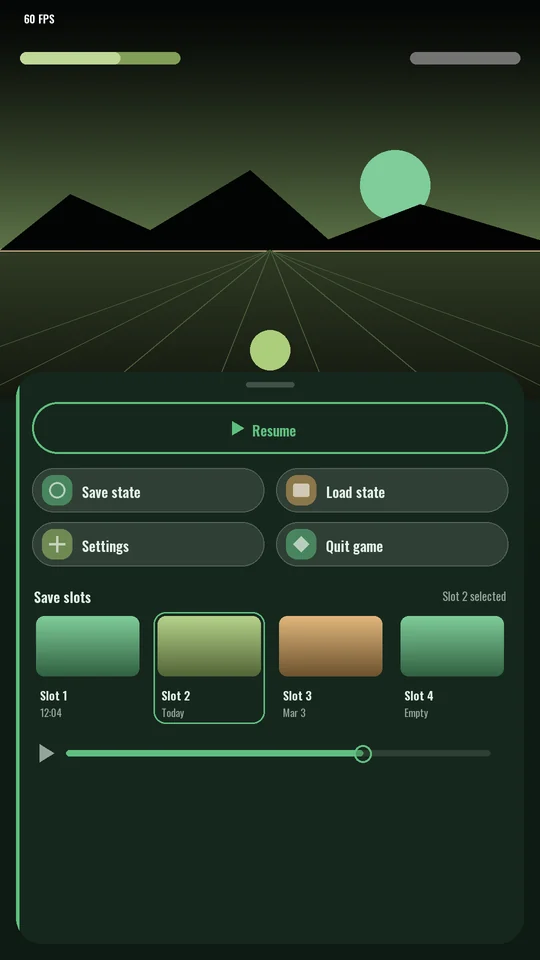 60 FPS
Resume
Save state
Load state
Settings
Quit game
Save slots
Slot 2 selected
Slot 1
12:04
Slot 2
Today
Slot 3
Mar 3
Slot 4
Empty